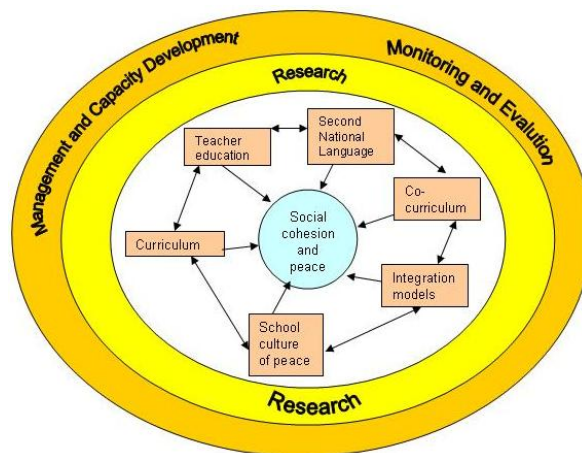 Management and Capacity Development
Monitoring and Evalution
Research
Teacher
education
Second
National
Language
Co-
curriculum
Social
cohesion
and
peace
Curriculum
Integration
models
School
culture
of peace
Research